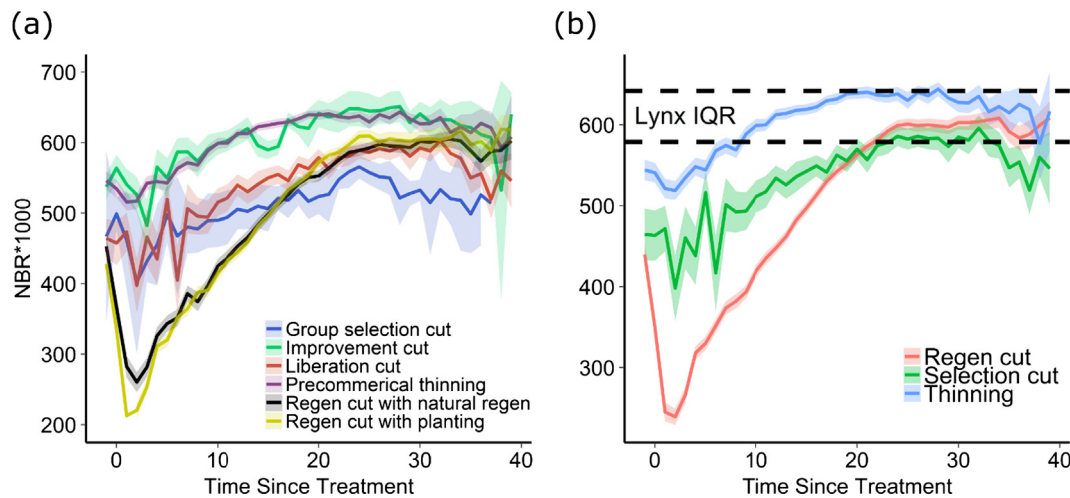 (a)
(b)
NBR*1000
700
600
500
400
300
200
Group selection cut
Improvement cut
Liberation cut
Precommerical thinning
Regen cut with natural regen
Regen cut with planting
0
10
20
30
40
Time Since Treatment
600
500
400
300
Lynx IQR
Regen cut
Selection cut
Thinning
0
10
20
30
40
Time Since Treatment